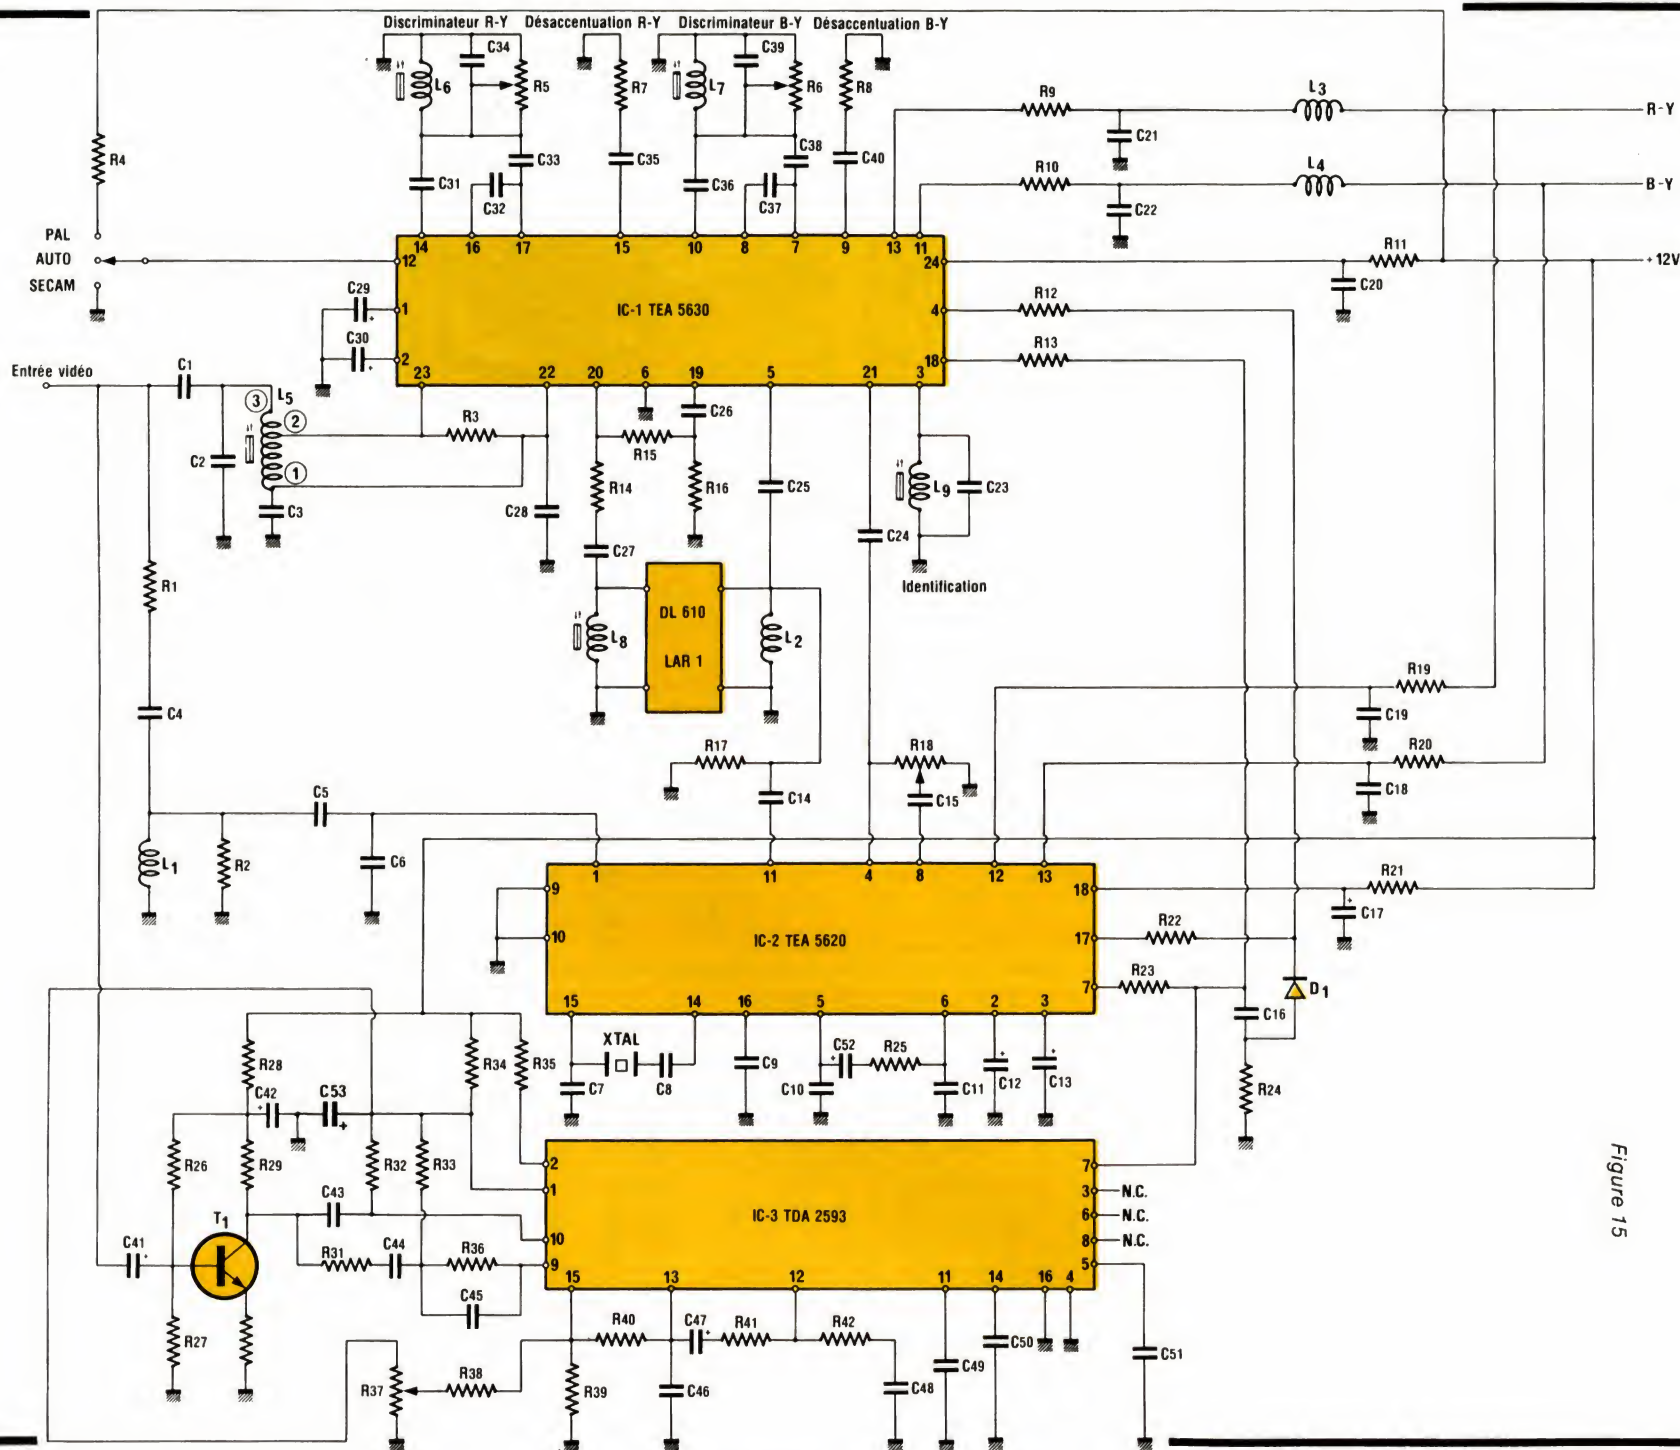 Discriminateur R-Y Désaccentuation R-Y Discriminateur B-Y Désaccentuation B-Y
C34 C39
L6 R5 R7 L7 R6 R8
R9 L3 R-Y
C21
R4
C33 C35 C38 C40
C31 C32 C36 C37
R10 L4 B-Y
C22
PAL
AUTO
SECAM
14 16 17 15 10 8 7 9 13 11
12 24
R11 +12V
C20
C29 1
C30 2
IC-1 TEA 5630
4 R12
18 R13
23 22 20 6 19 5 21 3
Entrée vidéo
C1
3 L5
2
1
C2
C3
R3
C28
C26
R15
R14 R16
C25
C27
L9 C23
C24
Identification
R1
DL 610
LAR 1
L8 L2
C4
R19
C19
R17 R18
R20
C18
C14 C15
C5
L1 R2 C6
1 11 4 8 12 13
9
10
IC-2 TEA 5620
18 R21
C17
17 R22
7 R23
D1
C16
15 14 16 5 6 2 3
XTAL
C7 C8 C9 C52 R25 C10 C11 C12 C13
R24
R28 R34 R35
C42 C53
+
R26 R29 R32 R33
C43
T1
C41
R31 C44 R36
C45
R27
2
1
10
9
IC-3 TDA 2593
7
3 N.C.
6 N.C.
8 N.C.
5
15 13 12 11 14 16 4
R40 C47 R41 R42
C50
C49
C51
R37 R38 R39 C46 C48
Figure 15